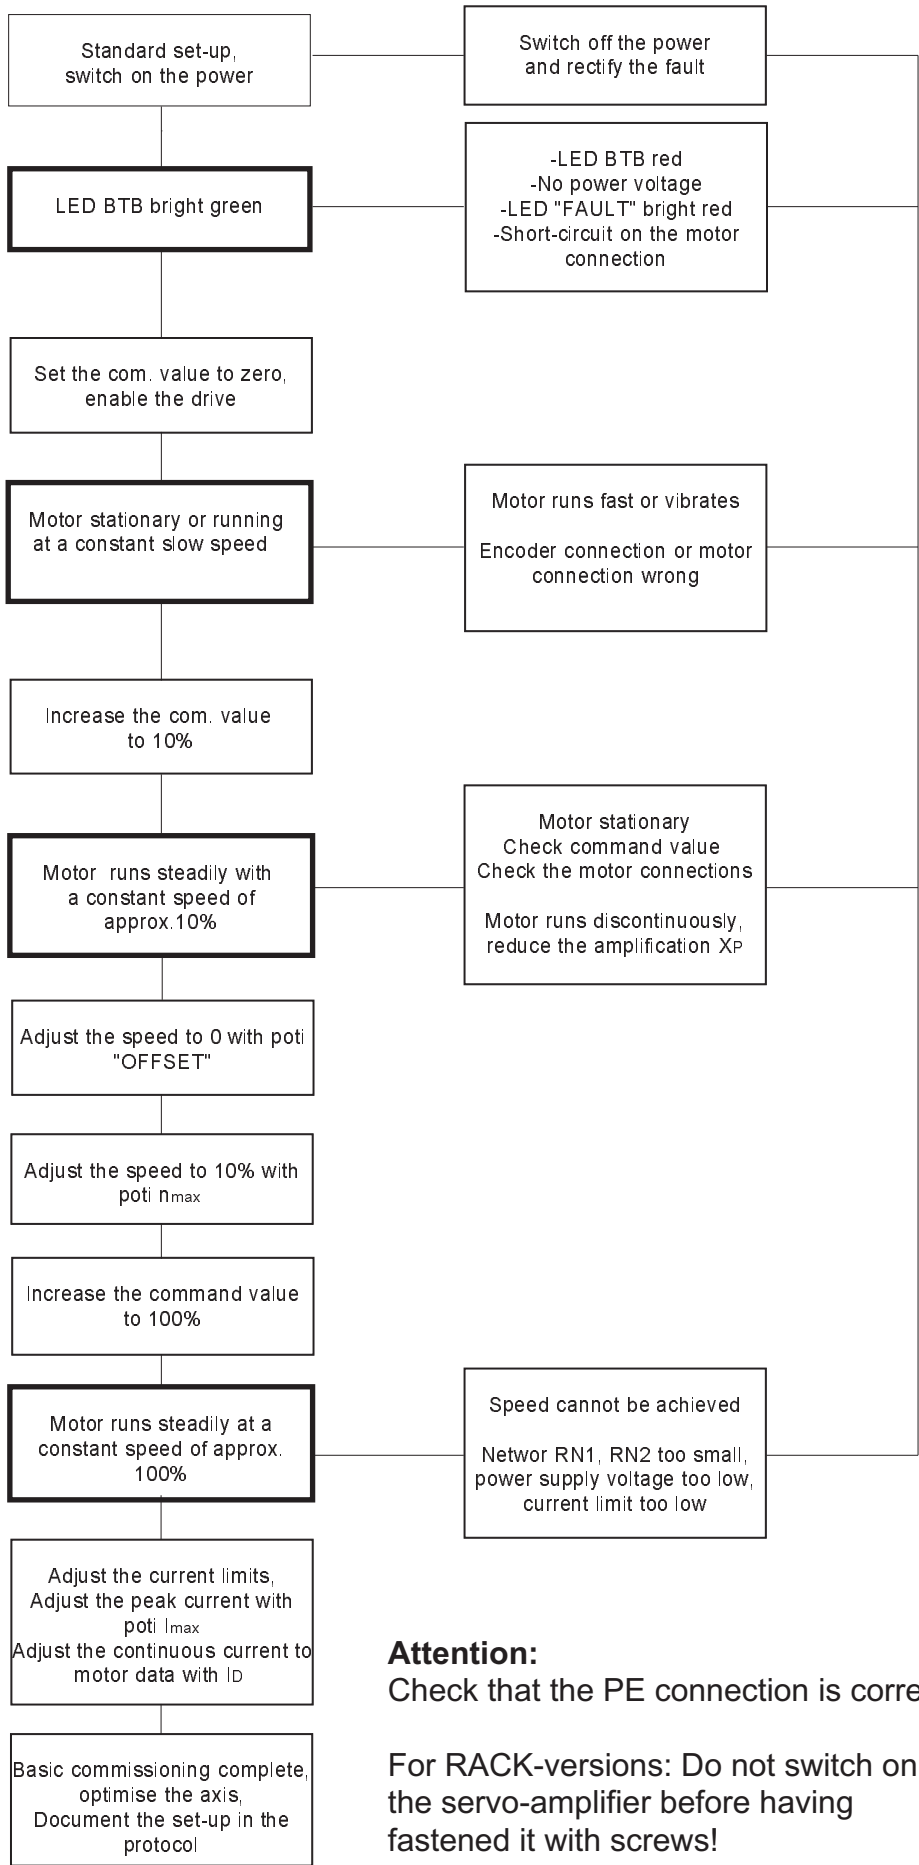 Standard set-up,
switch on the power
Switch off the power
and rectify the fault
LED BTB bright green
-LED BTB red
-No power voltage
-LED "FAULT" bright red
-Short-circuit on the motor
connection
Set the com. value to zero,
enable the drive
Motor stationary or running
at a constant slow speed
Motor runs fast or vibrates
Encoder connection or motor
connection wrong
Increase the com. value
to 10%
Motor runs steadily with
a constant speed of
approx.10%
Motor stationary
Check command value
Check the motor connections
Motor runs discontinuously,
reduce the amplification XP
Adjust the speed to 0 with poti
"OFFSET"
Adjust the speed to 10% with
poti nmax
Increase the command value
to 100%
Motor runs steadily at a
constant speed of approx.
100%
Speed cannot be achieved
Networ RN1, RN2 too small,
power supply voltage too low,
current limit too low
Adjust the current limits,
Adjust the peak current with
poti Imax
Adjust the continuous current to
motor data with ID
Basic commissioning complete,
optimise the axis,
Document the set-up in the
protocol
Attention:
Check that the PE connection is corre
For RACK-versions: Do not switch on
the servo-amplifier before having
fastened it with screws!